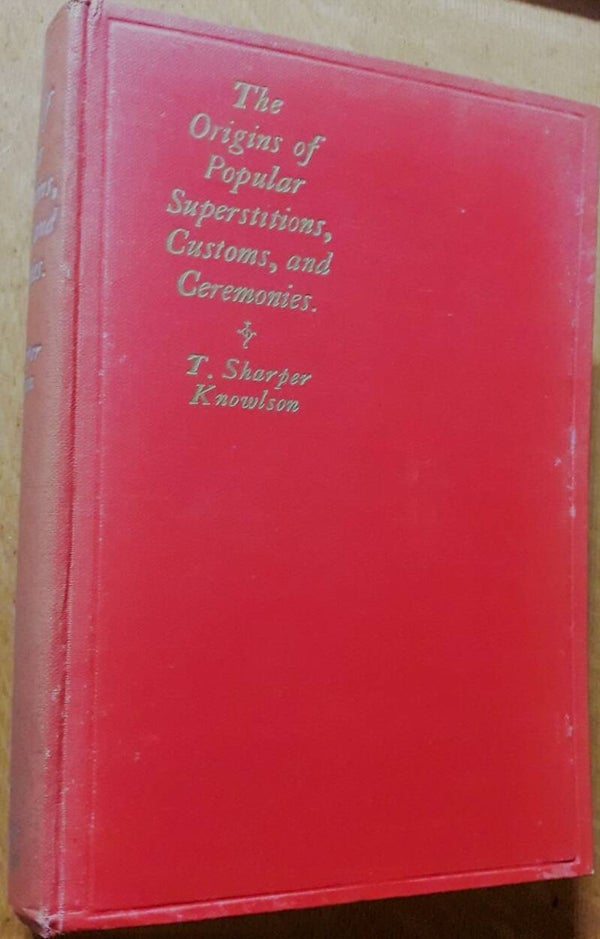 The
Origins of
Popular
Superstitions,
Customs, and
Ceremonies.
T. Sharper
Knowlson